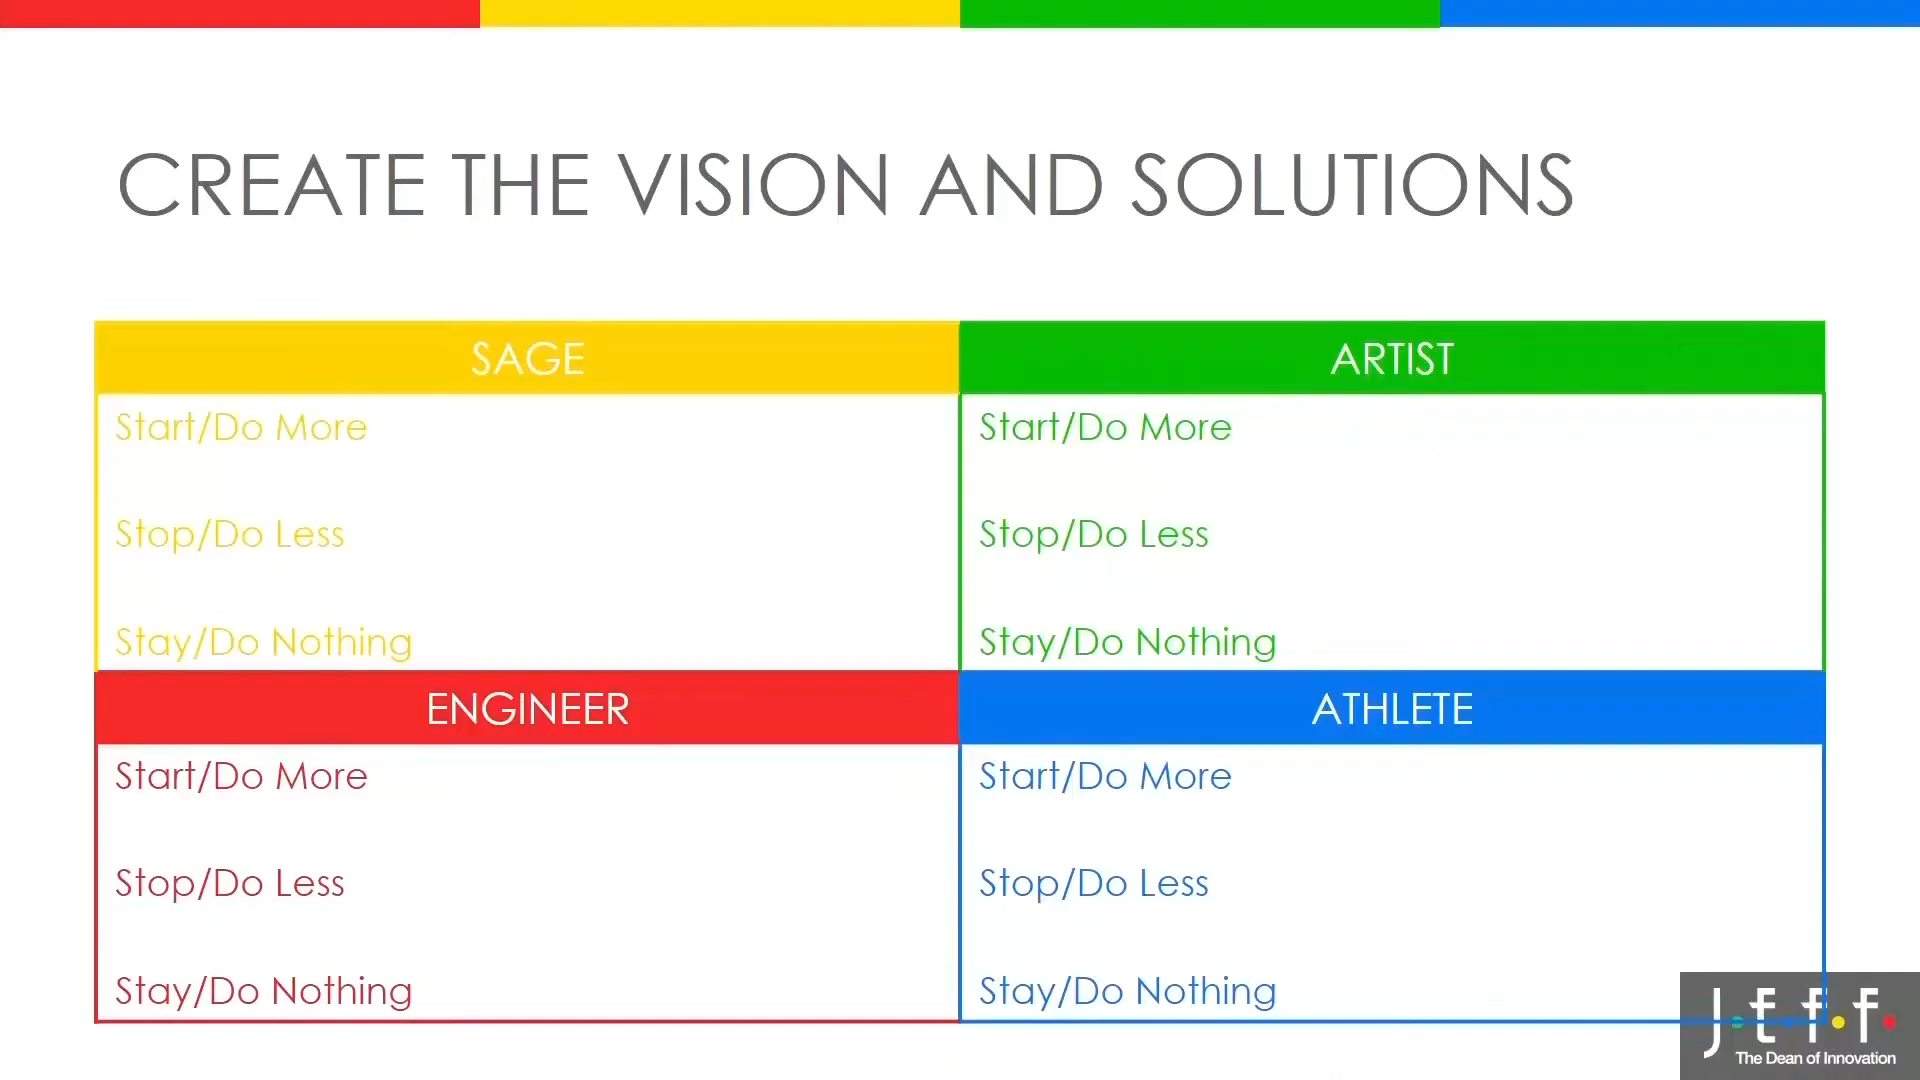 CREATE THE VISION AND SOLUTIONS
SAGE
Start/Do More
Stop/Do Less
Stay/Do Nothing
ARTIST
Start/Do More
Stop/Do Less
Stay/Do Nothing
ENGINEER
Start/Do More
Stop/Do Less
Stay/Do Nothing
ATHLETE
Start/Do More
Stop/Do Less
Stay/Do Nothing
Jeff
The Dean of Innovation